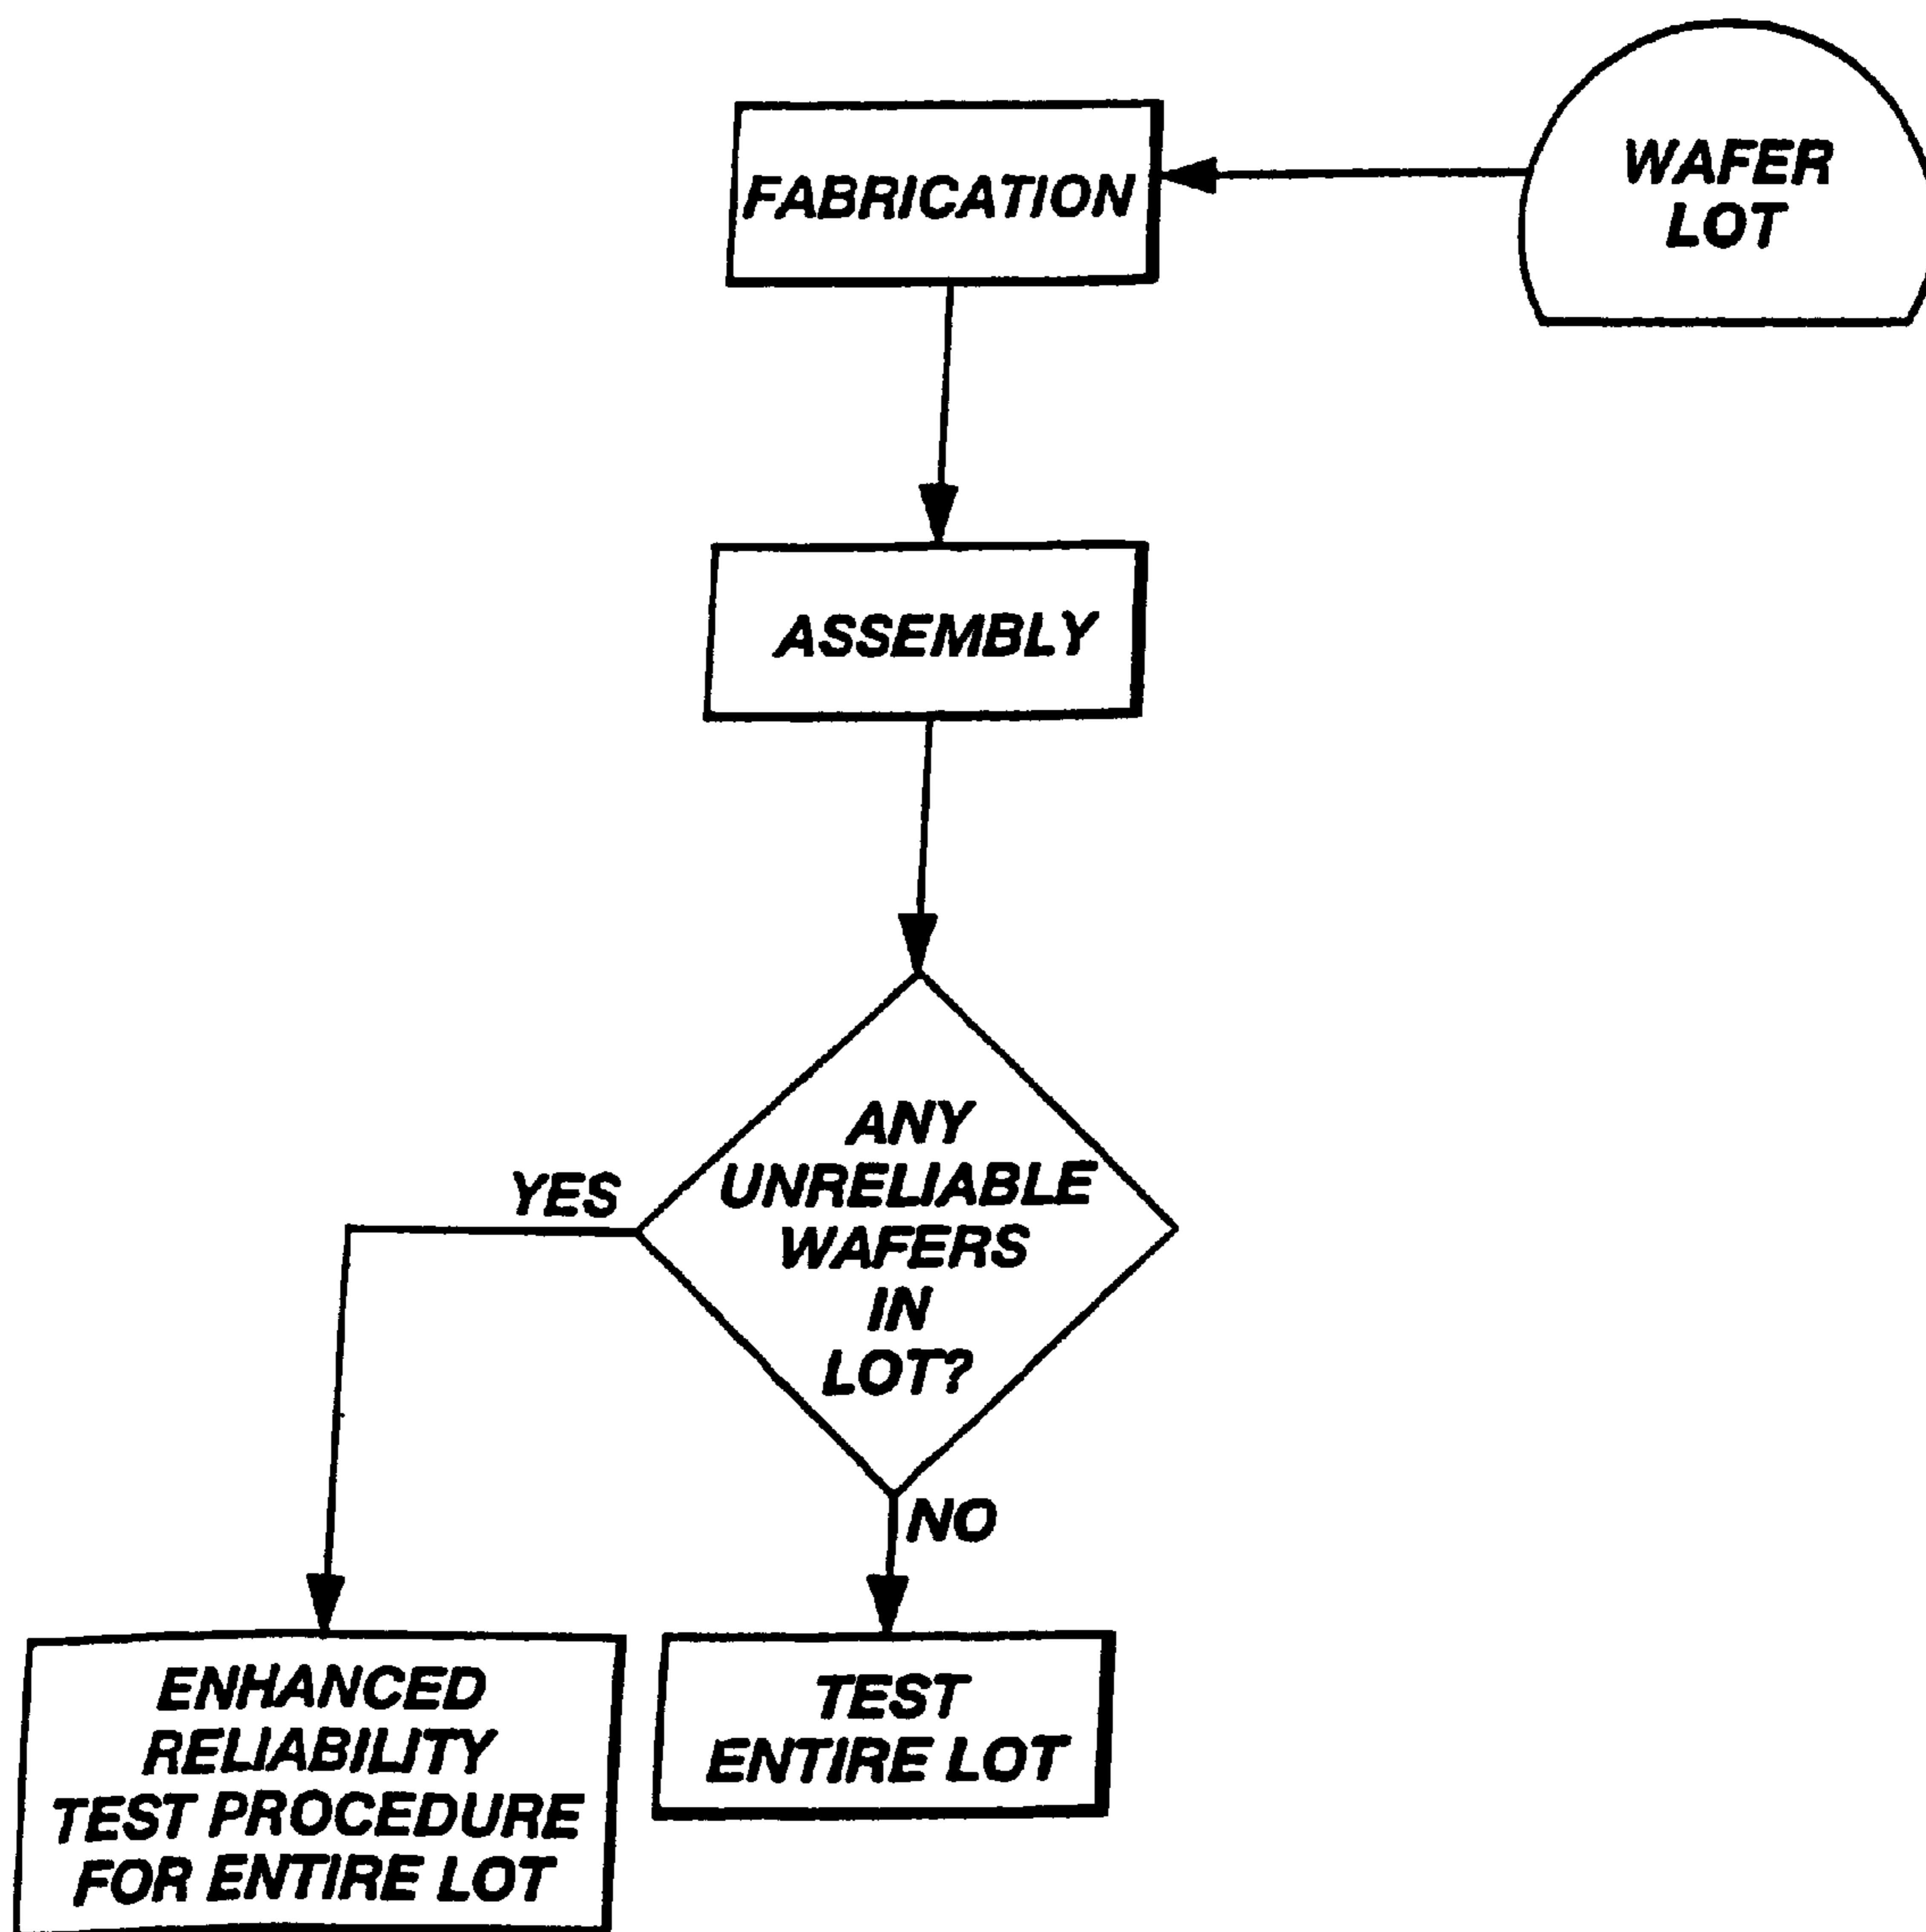 FABRICATION
WAFER
LOT
ASSEMBLY
ANY
UNRELIABLE
WAFERS
IN
LOT?
YES
NO
ENHANCED
RELIABILITY
TEST PROCEDURE
FOR ENTIRE LOT
TEST
ENTIRE LOT